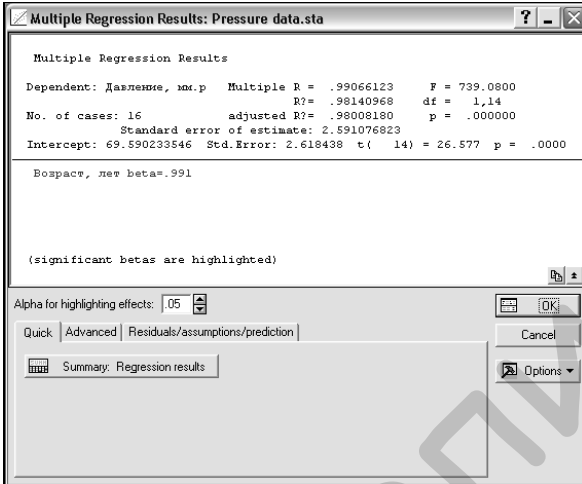 Multiple Regression Results: Pressure data.sta
Multiple Regression Results
Dependent: Давление, мм.р Multiple R = .99066123 F = 739.0800
R?= .98140968 df = 1,14
No. of cases: 16 adjusted R?= .98008180 p = .000000
Standard error of estimate: 2.591076823
Intercept: 69.590233546 Std.Error: 2.618438 t( 14) = 26.577 p = .0000
Возраст, лет beta=.991
(significant betas are highlighted)
Alpha for highlighting effects: .05
OK
Quick Advanced Residuals/assumptions/prediction
Cancel
Summary: Regression results
Options